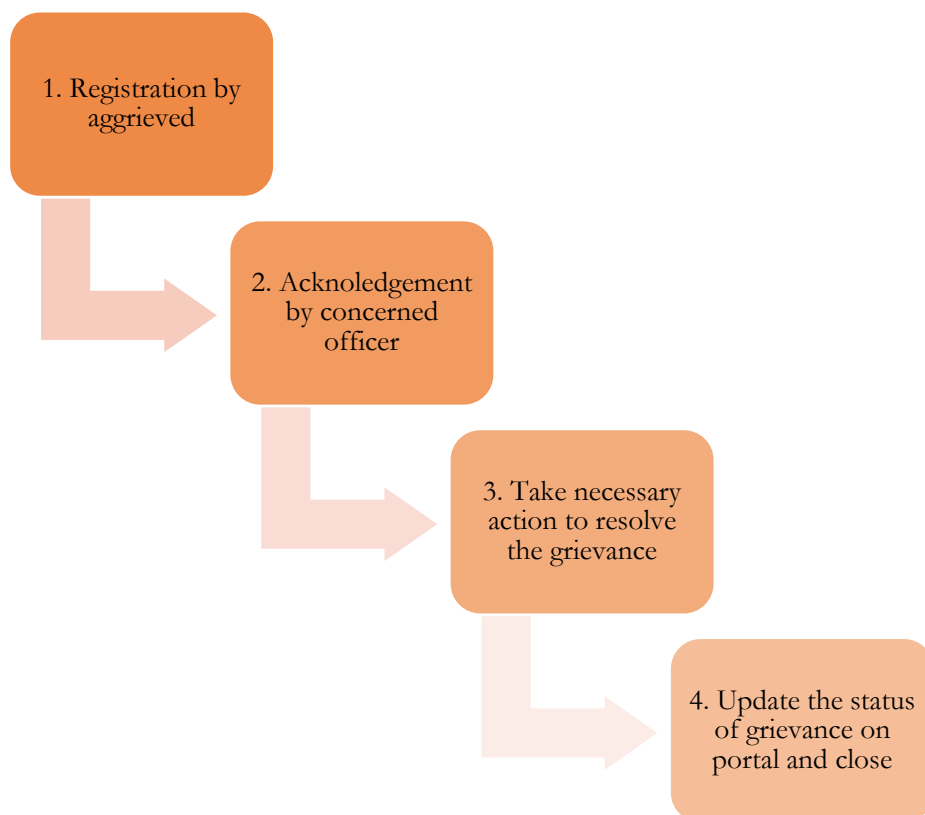 1. Registration by
aggrieved
2. Acknoledgement
by concerned
officer
3. Take necessary
action to resolve
the grievance
4. Update the status
of grievance on
portal and close